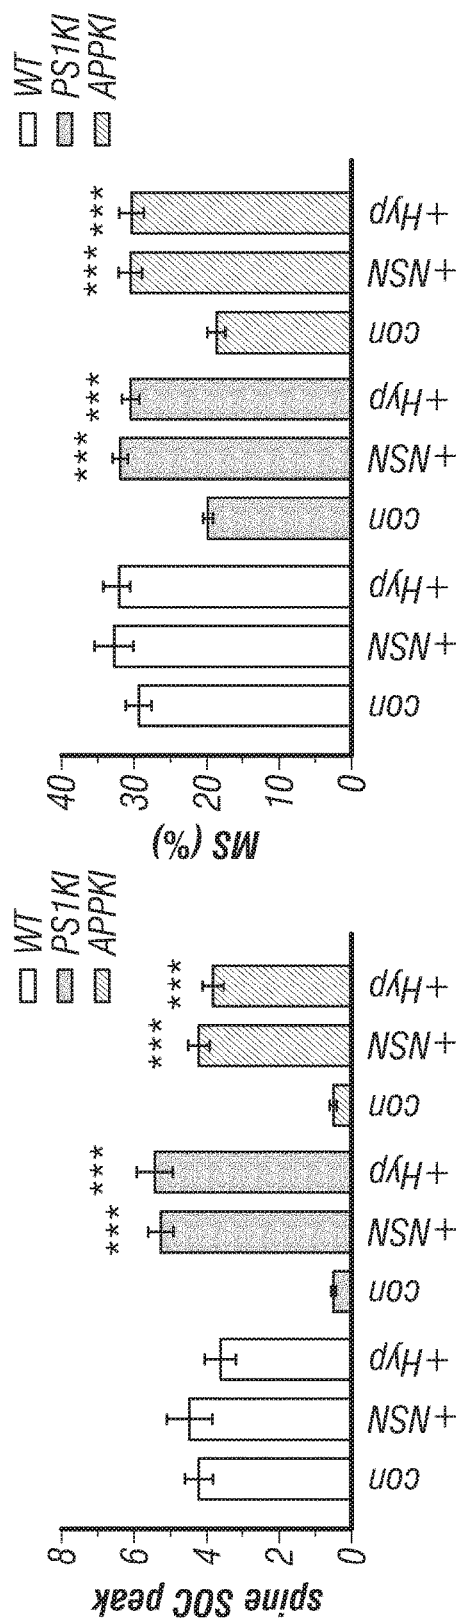 WT
PS1KI
APPKI
spine SOC peak
8
6
4
2
0
***
***
***
***
con
+NSN
+Hyp
con
+NSN
+Hyp
con
+NSN
+Hyp
WT
PS1KI
APPKI
MS (%)
40
30
20
10
0
***
***
***
***
con
+NSN
+Hyp
con
+NSN
+Hyp
con
+NSN
+Hyp